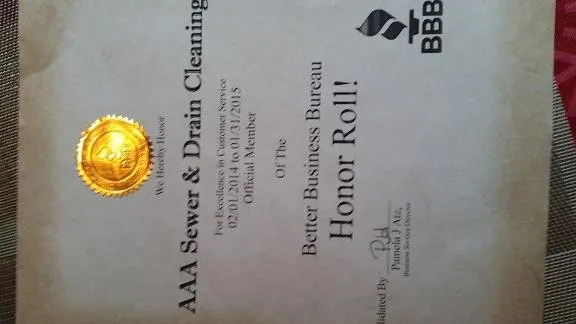 We Hereby Honor
AAA Sewer & Drain Cleaning
For Excellence in Customer Service
02/01/2014 to 01/31/2015
Official Member
Of The
Better Business Bureau
Honor Roll!
By
Pamela J Atz,
Business Service Director
BBB